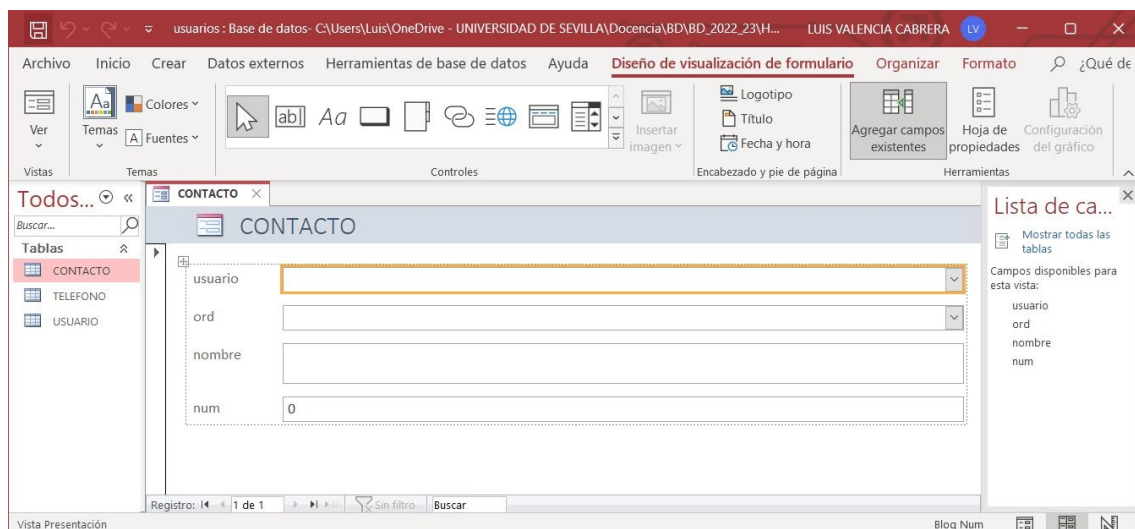 usuarios : Base de datos- C:\Users\Luis\OneDrive - UNIVERSIDAD DE SEVILLA\Docencia\BD\BD_2022_23\H... LUIS VALENCIA CABRERA LV
Archivo Inicio Crear Datos externos Herramientas de base de datos Ayuda Diseño de visualización de formulario Organizar Formato ¿Qué de
Ver
Aa
Temas
Colores
A Fuentes
ab Aa
Insertar
imagen
Logotipo
Título
Fecha y hora
Agregar campos
existentes
Hoja de
propiedades
Configuración
del gráfico
Vistas Temas Controles Encabezado y pie de página Herramientas
Todos... «
Buscar...
Tablas
CONTACTO
TELEFONO
USUARIO
CONTACTO
CONTACTO
usuario
ord
nombre
num 0
Registro: 1 de 1 Sin filtro Buscar
Lista de ca...
Mostrar todas las
tablas
Campos disponibles para
esta vista:
usuario
ord
nombre
num
Vista Presentación Bloq Num